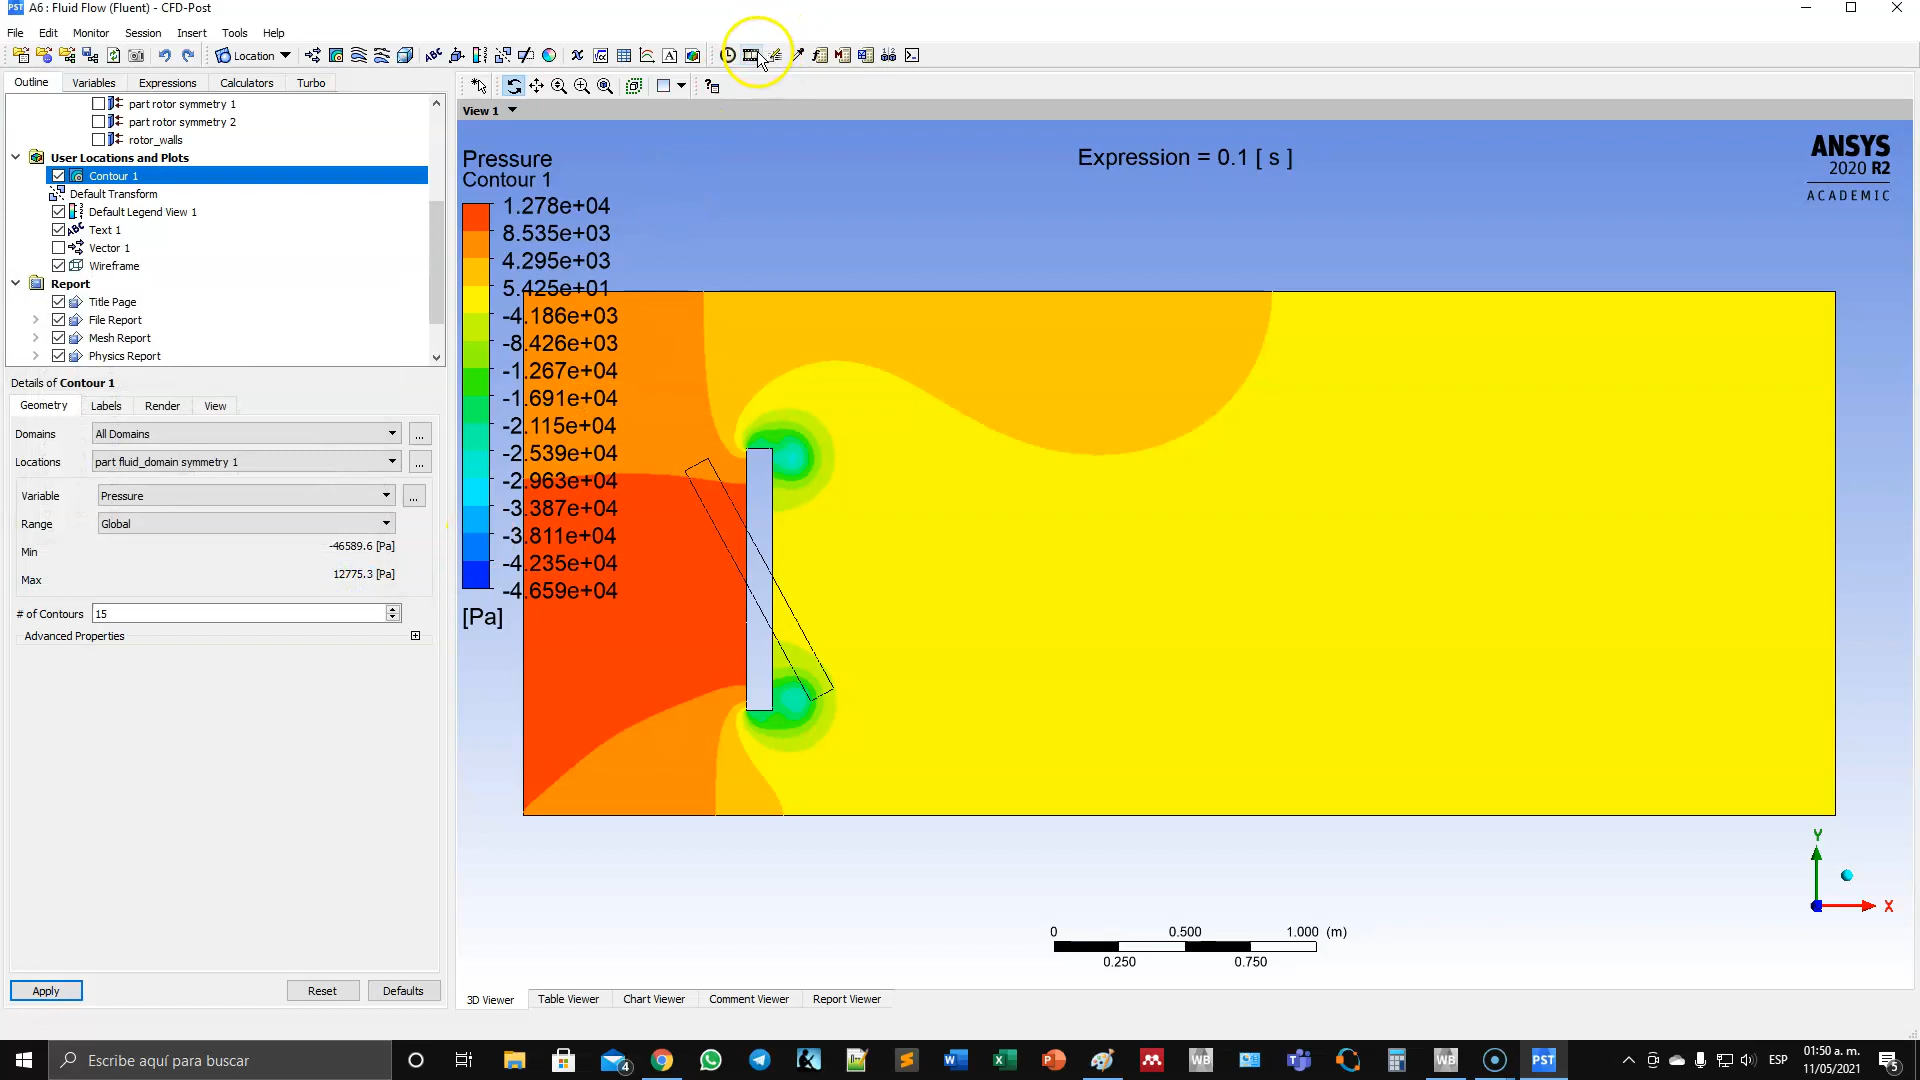 A6 : Fluid Flow (Fluent) - CFD-Post
File Edit Monitor Session Insert Tools Help
Location
Outline Variables Expressions Calculators Turbo
part rotor symmetry 1
part rotor symmetry 2
rotor_walls
User Locations and Plots
Contour 1
Default Transform
Default Legend View 1
Text 1
Vector 1
Wireframe
Report
Title Page
File Report
Mesh Report
Physics Report
Details of Contour 1
Geometry Labels Render View
Domains All Domains ...
Locations part fluid_domain symmetry 1 ...
Variable Pressure ...
Range Global
Min -46589.6 [Pa]
Max 12775.3 [Pa]
# of Contours 15
Advanced Properties
Apply Reset Defaults
View 1
Pressure
Contour 1
1.278e+04
8.535e+03
4.295e+03
5.425e+01
-4.186e+03
-8.426e+03
-1.267e+04
-1.691e+04
-2.115e+04
-2.539e+04
-2.963e+04
-3.387e+04
-3.811e+04
-4.235e+04
-4.659e+04
[Pa]
Expression = 0.1 [ s ]
ANSYS
2020 R2
ACADEMIC
Y
X
0 0.500 1.000 (m)
0.250 0.750
3D Viewer Table Viewer Chart Viewer Comment Viewer Report Viewer
Escribe aquí para buscar
4
WB
WB
PST
ESP
01:50 a. m.
11/05/2021
5